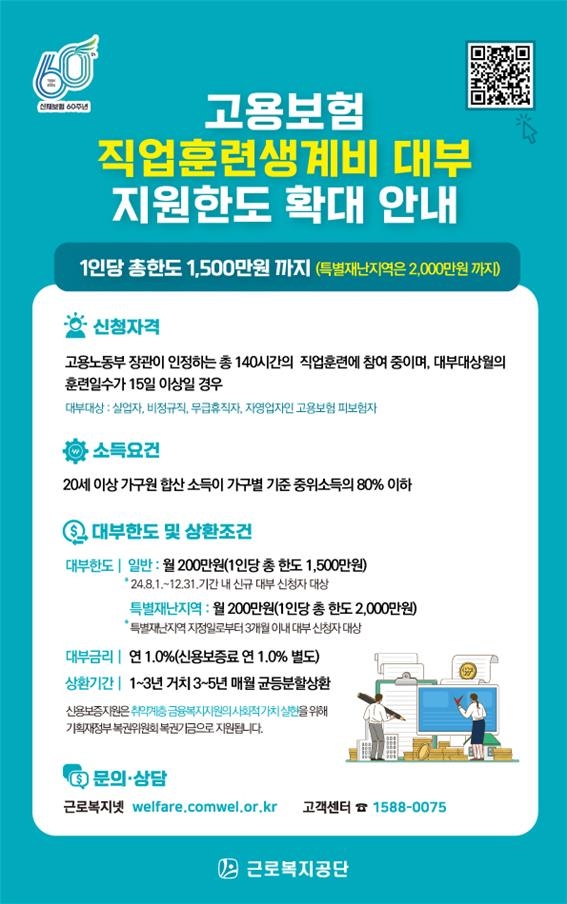 60th
산재보험 60주년
고용보험
직업훈련생계비 대부
지원한도 확대 안내
1인당 총한도 1,500만원 까지 (특별재난지역은 2,000만원 까지)
신청자격
고용노동부 장관이 인정하는 총 140시간의 직업훈련에 참여 중이며, 대부대상월의
훈련일수가 15일 이상일 경우
대부대상 : 실업자, 비정규직, 무급휴직자, 자영업자인 고용보험 피보험자
소득요건
20세 이상 가구원 합산 소득이 가구별 기준 중위소득의 80% 이하
대부한도 및 상환조건
대부한도 | 일반 : 월 200만원(1인당 총 한도 1,500만원)
* 24.8.1.~12.31.기간 내 신규 대부 신청자 대상
특별재난지역 : 월 200만원(1인당 총 한도 2,000만원)
* 특별재난지역 지정일로부터 3개월 이내 대부 신청자 대상
대부금리 | 연 1.0%(신용보증료 연 1.0% 별도)
상환기간 | 1~3년 거치 3~5년 매월 균등분할상환
신용보증지원은 취약계층 금융복지지원의 사회적 가치 실현을 위해
기획재정부 복권위원회 복권기금으로 지원됩니다.
문의·상담
근로복지넷 welfare.comwel.or.kr 고객센터 ☎ 1588-0075
근로복지공단